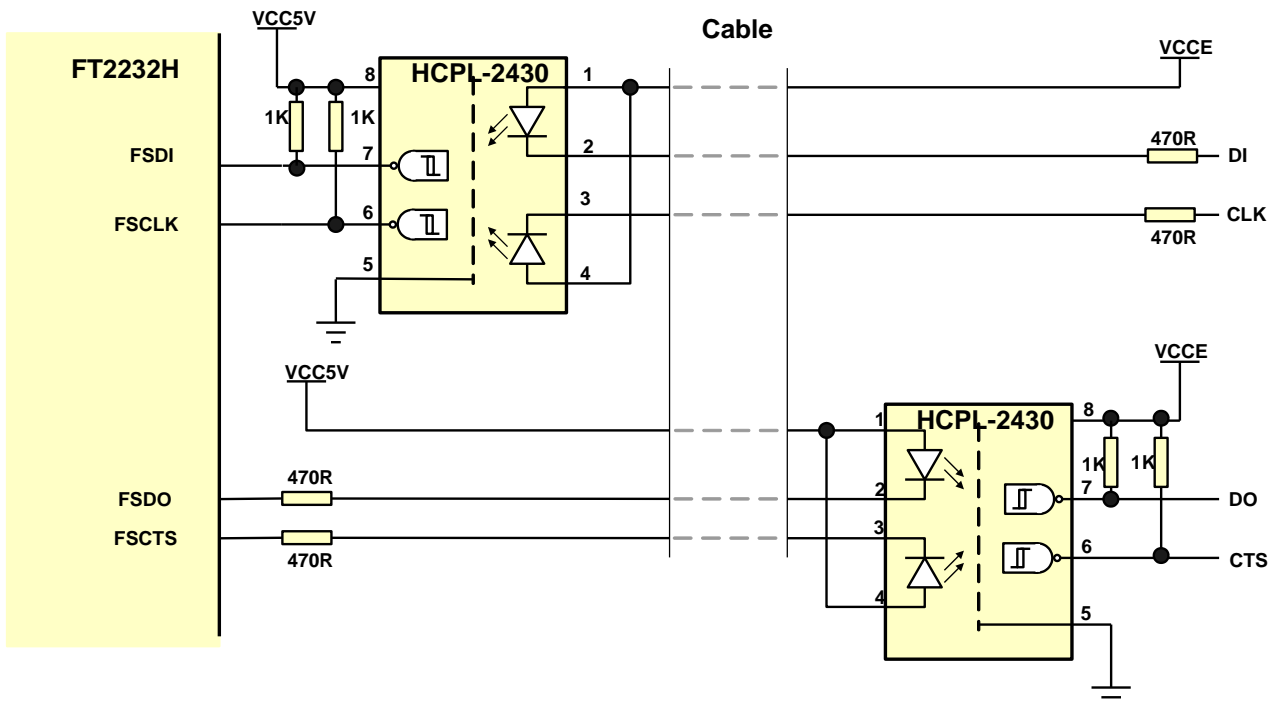 VCC5V
Cable
VCCE
FT2232H
HCPL-2430
8
1
1K
1K
470R
FSDI
7
2
DI
3
FSCLK
6
CLK
470R
5
4
VCC5V
VCCE
1
HCPL-2430
8
1K
1K
470R
FSDO
2
7
DO
3
FSCTS
6
CTS
470R
4
5